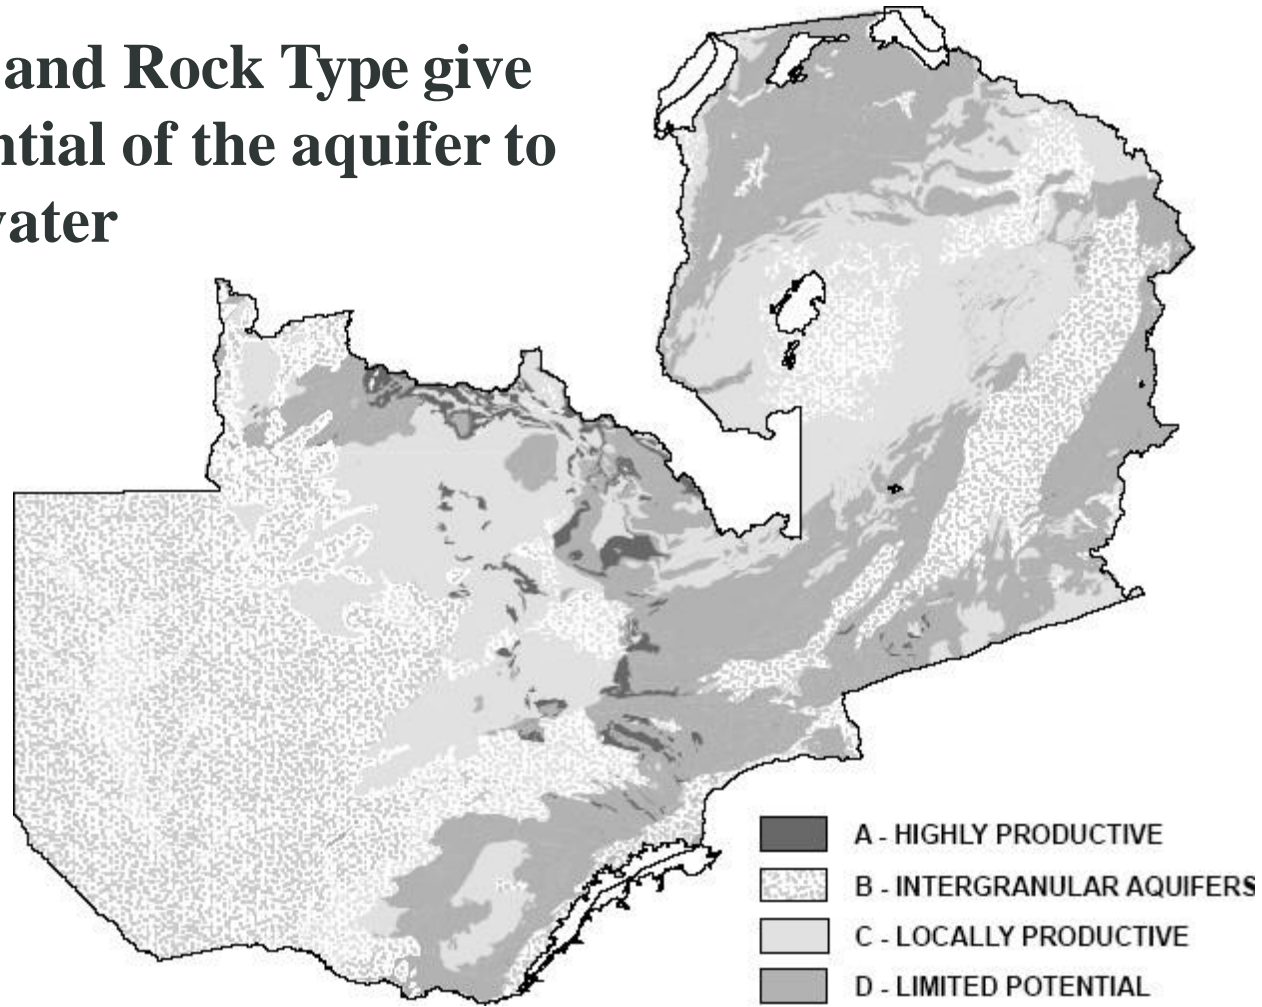 and Rock Type give
ntial of the aquifer to
vater
A - HIGHLY PRODUCTIVE
B - INTERGRANULAR AQUIFERS
C - LOCALLY PRODUCTIVE
D - LIMITED POTENTIAL